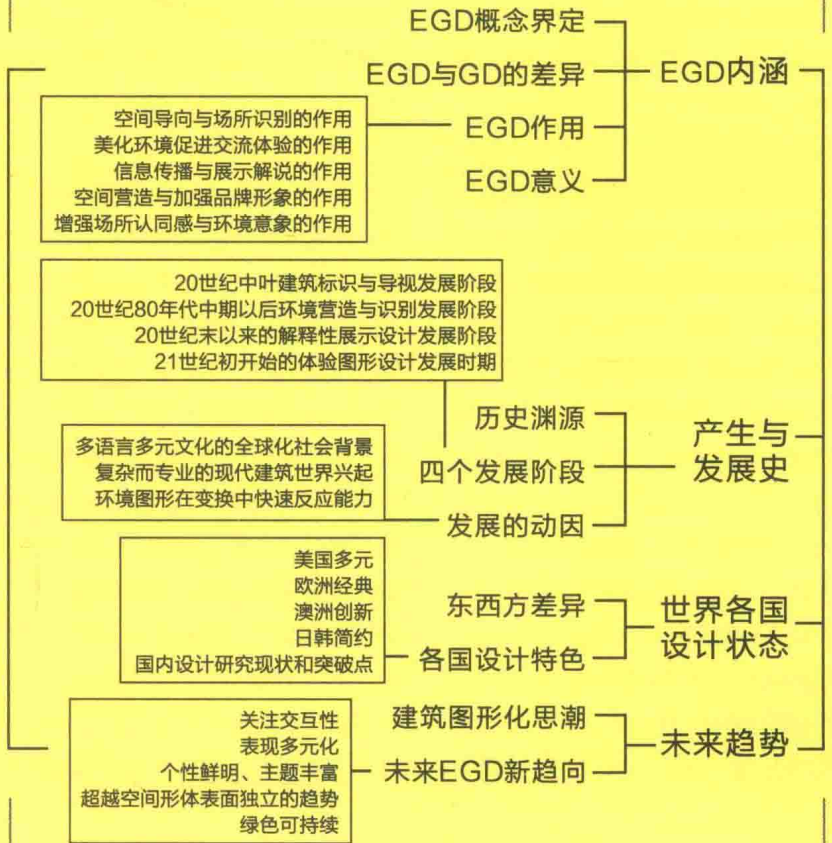 EGD概念界定
EGD与GD的差异
EGD内涵
空间导向与场所识别的作用
美化环境促进交流体验的作用
信息传播与展示解说的作用
空间营造与加强品牌形象的作用
增强场所认同感与环境意象的作用
EGD作用
EGD意义
20世纪中叶建筑标识与导视发展阶段
20世纪80年代中期以后环境营造与识别发展阶段
20世纪末以来的解释性展示设计发展阶段
21世纪初开始的体验图形设计发展时期
历史渊源
多语言多元文化的全球化社会背景
复杂而专业的现代建筑世界兴起
环境图形在变换中快速反应能力
四个发展阶段
发展的动因
产生与
发展史
美国多元
欧洲经典
澳洲创新
日韩简约
国内设计研究现状和突破点
东西方差异
各国设计特色
世界各国
设计状态
关注交互性
表现多元化
个性鲜明、主题丰富
超越空间形体表面独立的趋势
绿色可持续
建筑图形化思潮
未来EGD新趋向
未来趋势